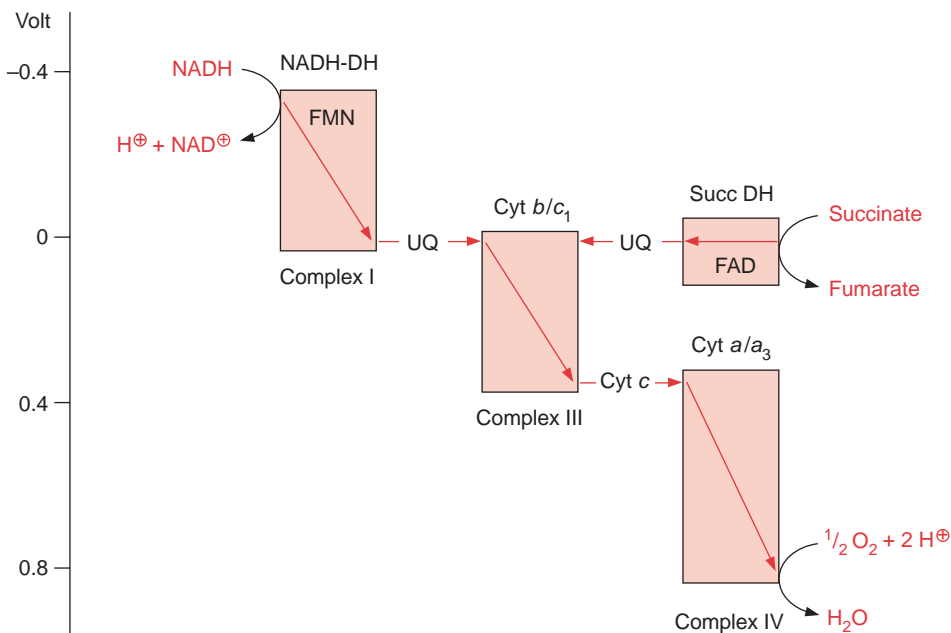 Volt
–0.4
0
0.4
0.8
NADH
H⊕ + NAD⊕
NADH-DH
FMN
Complex I
UQ
Cyt b/c₁
Complex III
UQ
Succ DH
FAD
Succinate
Fumarate
Cyt c
Cyt a/a₃
Complex IV
¹/₂ O₂ + 2 H⊕
H₂O